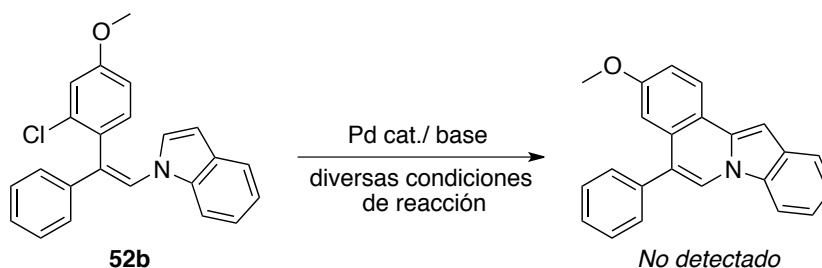 O
Cl
N
52b
Pd cat./ base
diversas condiciones
de reacción
O
N
No detectado